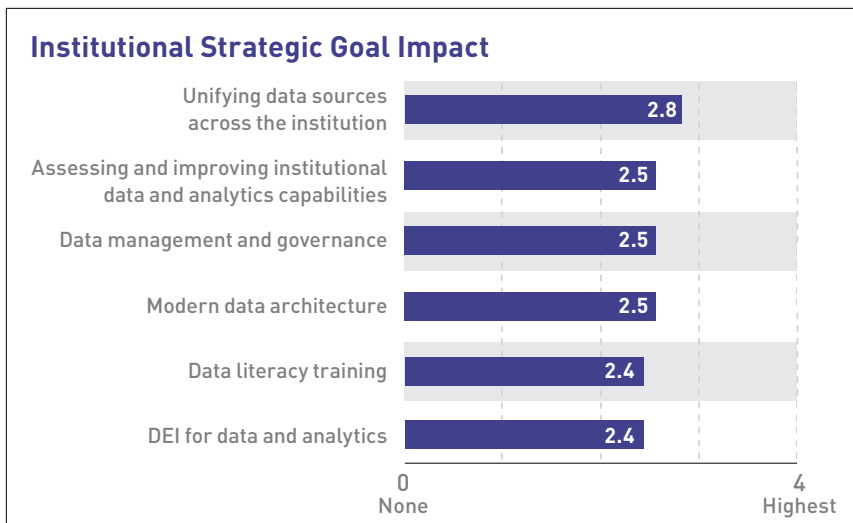 Institutional Strategic Goal Impact
Unifying data sources
across the institution
2.8
Assessing and improving institutional
data and analytics capabilities
2.5
Data management and governance
2.5
Modern data architecture
2.5
Data literacy training
2.4
DEI for data and analytics
2.4
0
None
4
Highest